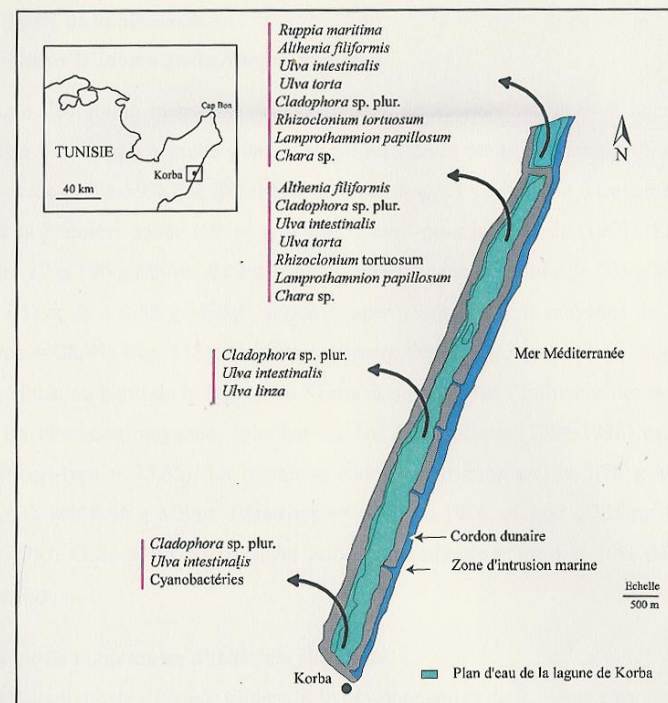 Ruppia maritima
Althenia filiformis
Ulva intestinalis
Ulva torta
Cladophora sp. plur.
Rhizoclonium tortuosum
Lamprothamnion papillosum
Chara sp.
Cap Bon
TUNISIE
Korba
40 km
N
Althenia filiformis
Cladophora sp. plur.
Ulva intestinalis
Ulva torta
Rhizoclonium tortuosum
Lamprothamnion papillosum
Chara sp.
Mer Méditerranée
Cladophora sp. plur.
Ulva intestinalis
Ulva linza
Cordon dunaire
Zone d'intrusion marine
Cladophora sp. plur.
Ulva intestinalis
Cyanobactéries
Echelle
500 m
Korba
Plan d'eau de la lagune de Korba